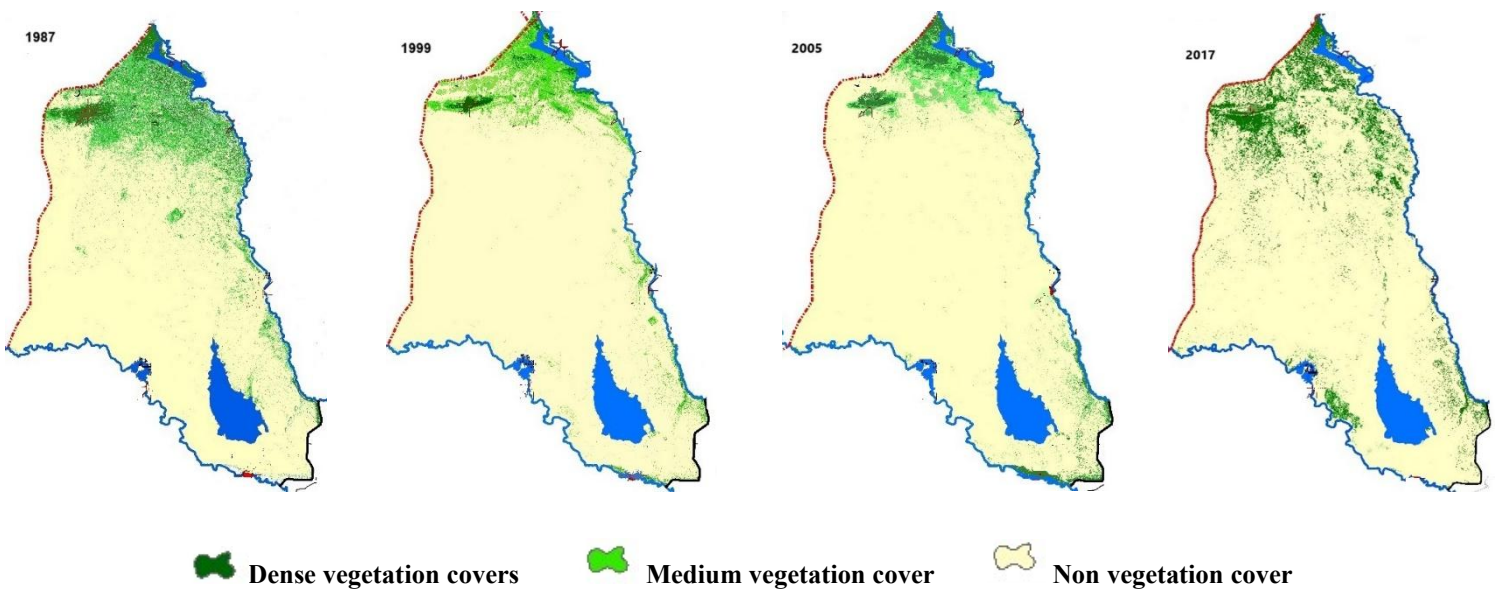 1987
1999
2005
2017
Dense vegetation covers
Medium vegetation cover
Non vegetation cover